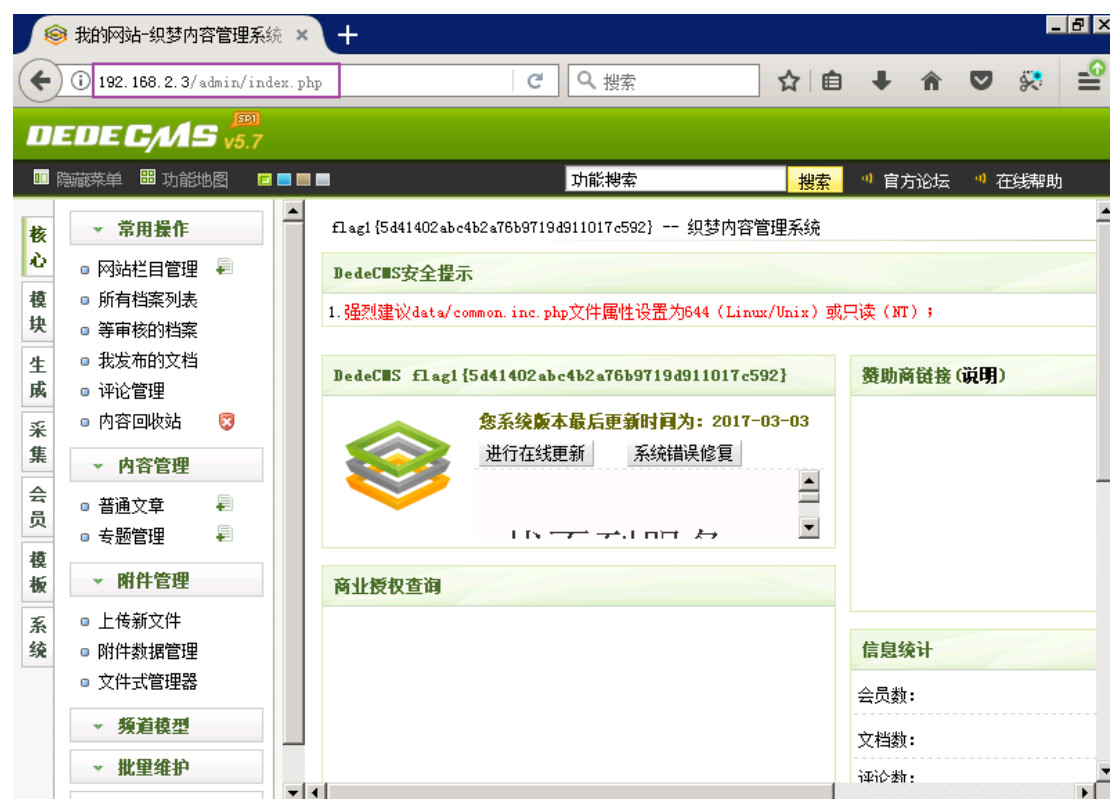 我的网站-织梦内容管理系统
192.168.2.3/admin/index.php
搜索
DEDECMS v5.7 SP1
隐藏菜单 功能地图 功能搜索 搜索 官方论坛 在线帮助
核心
模块
生成
采集
会员
模板
系统
常用操作
网站栏目管理
所有档案列表
等审核的档案
我发布的文档
评论管理
内容回收站
内容管理
普通文章
专题管理
附件管理
上传新文件
附件数据管理
文件式管理器
频道模型
批量维护
flag1{5d41402abc4b2a76b9719d911017c592} -- 织梦内容管理系统
DedeCMS安全提示
1.强烈建议data/common.inc.php文件属性设置为644（Linux/Unix）或只读（NT）;
DedeCMS flag1{5d41402abc4b2a76b9719d911017c592}
您系统版本最后更新时间为：2017-03-03
进行在线更新 系统错误修复
商业授权查询
赞助商链接(说明)
信息统计
会员数：
文档数：
评论数：